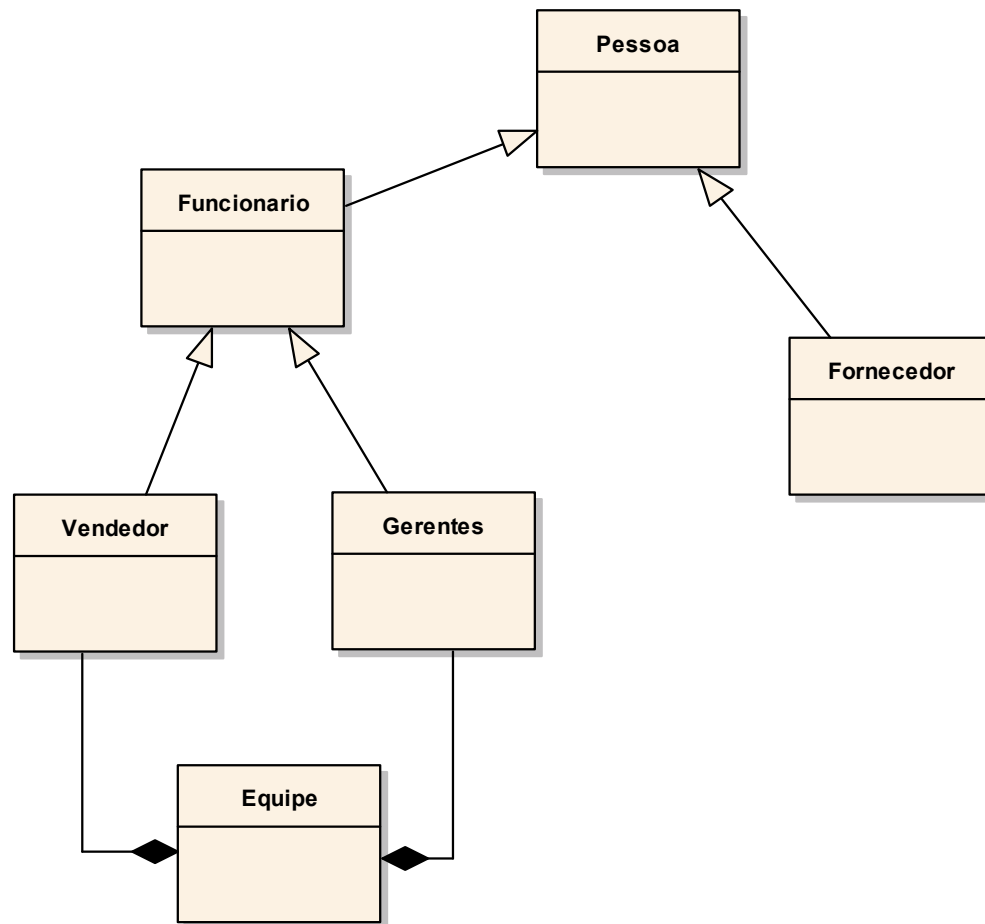 Pessoa
Funcionario
Fornecedor
Vendedor
Gerentes
Equipe